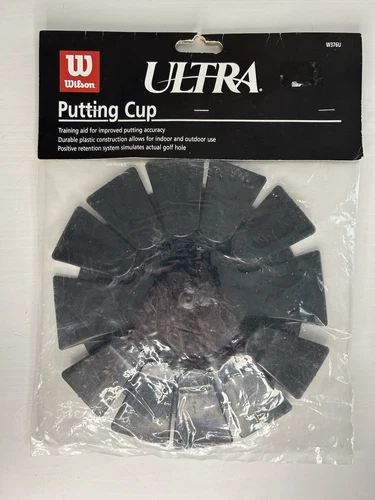 W376U
Wilson
ULTRA®
Putting Cup
Training aid for improved putting accuracy
Durable plastic construction allows for indoor and outdoor use
Positive retention system simulates actual golf hole